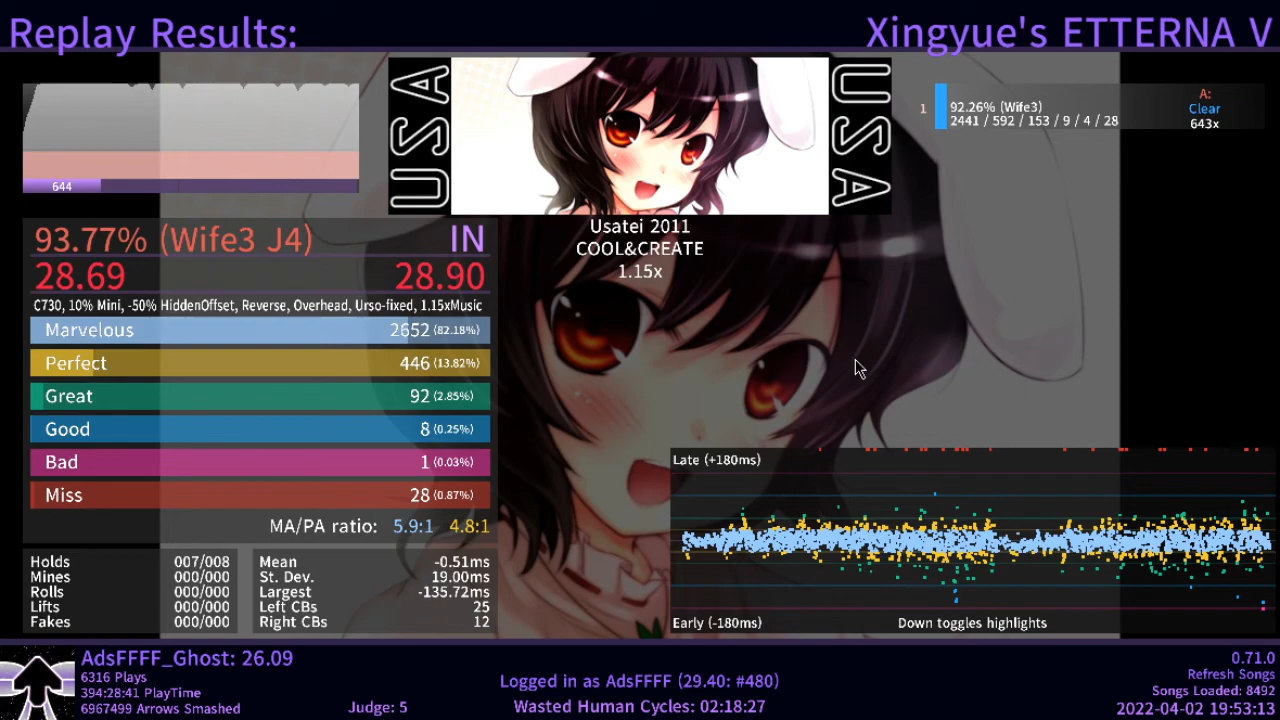 Replay Results:
Xingyue's ETTERNA V
644
USA
USA
1
92.26% (Wife3)
2441 / 592 / 153 / 9 / 4 / 28
A:
Clear
643x
Usatei 2011
COOL&CREATE
1.15x
93.77% (Wife3 J4)
IN
28.69
28.90
C730, 10% Mini, -50% HiddenOffset, Reverse, Overhead, Urso-fixed, 1.15xMusic
Marvelous 2652 (82.18%)
Perfect 446 (13.82%)
Great 92 (2.85%)
Good 8 (0.25%)
Bad 1 (0.03%)
Miss 28 (0.87%)
MA/PA ratio: 5.9:1 4.8:1
Holds 007/008
Mines 000/000
Rolls 000/000
Lifts 000/000
Fakes 000/000
Mean -0.51ms
St. Dev. 19.00ms
Largest -135.72ms
Left CBs 25
Right CBs 12
Late (+180ms)
Early (-180ms)
Down toggles highlights
AdsFFFF_Ghost: 26.09
6316 Plays
394:28:41 PlayTime
6967499 Arrows Smashed
Judge: 5
Logged in as AdsFFFF (29.40: #480)
Wasted Human Cycles: 02:18:27
0.71.0
Refresh Songs
Songs Loaded: 8492
2022-04-02 19:53:13